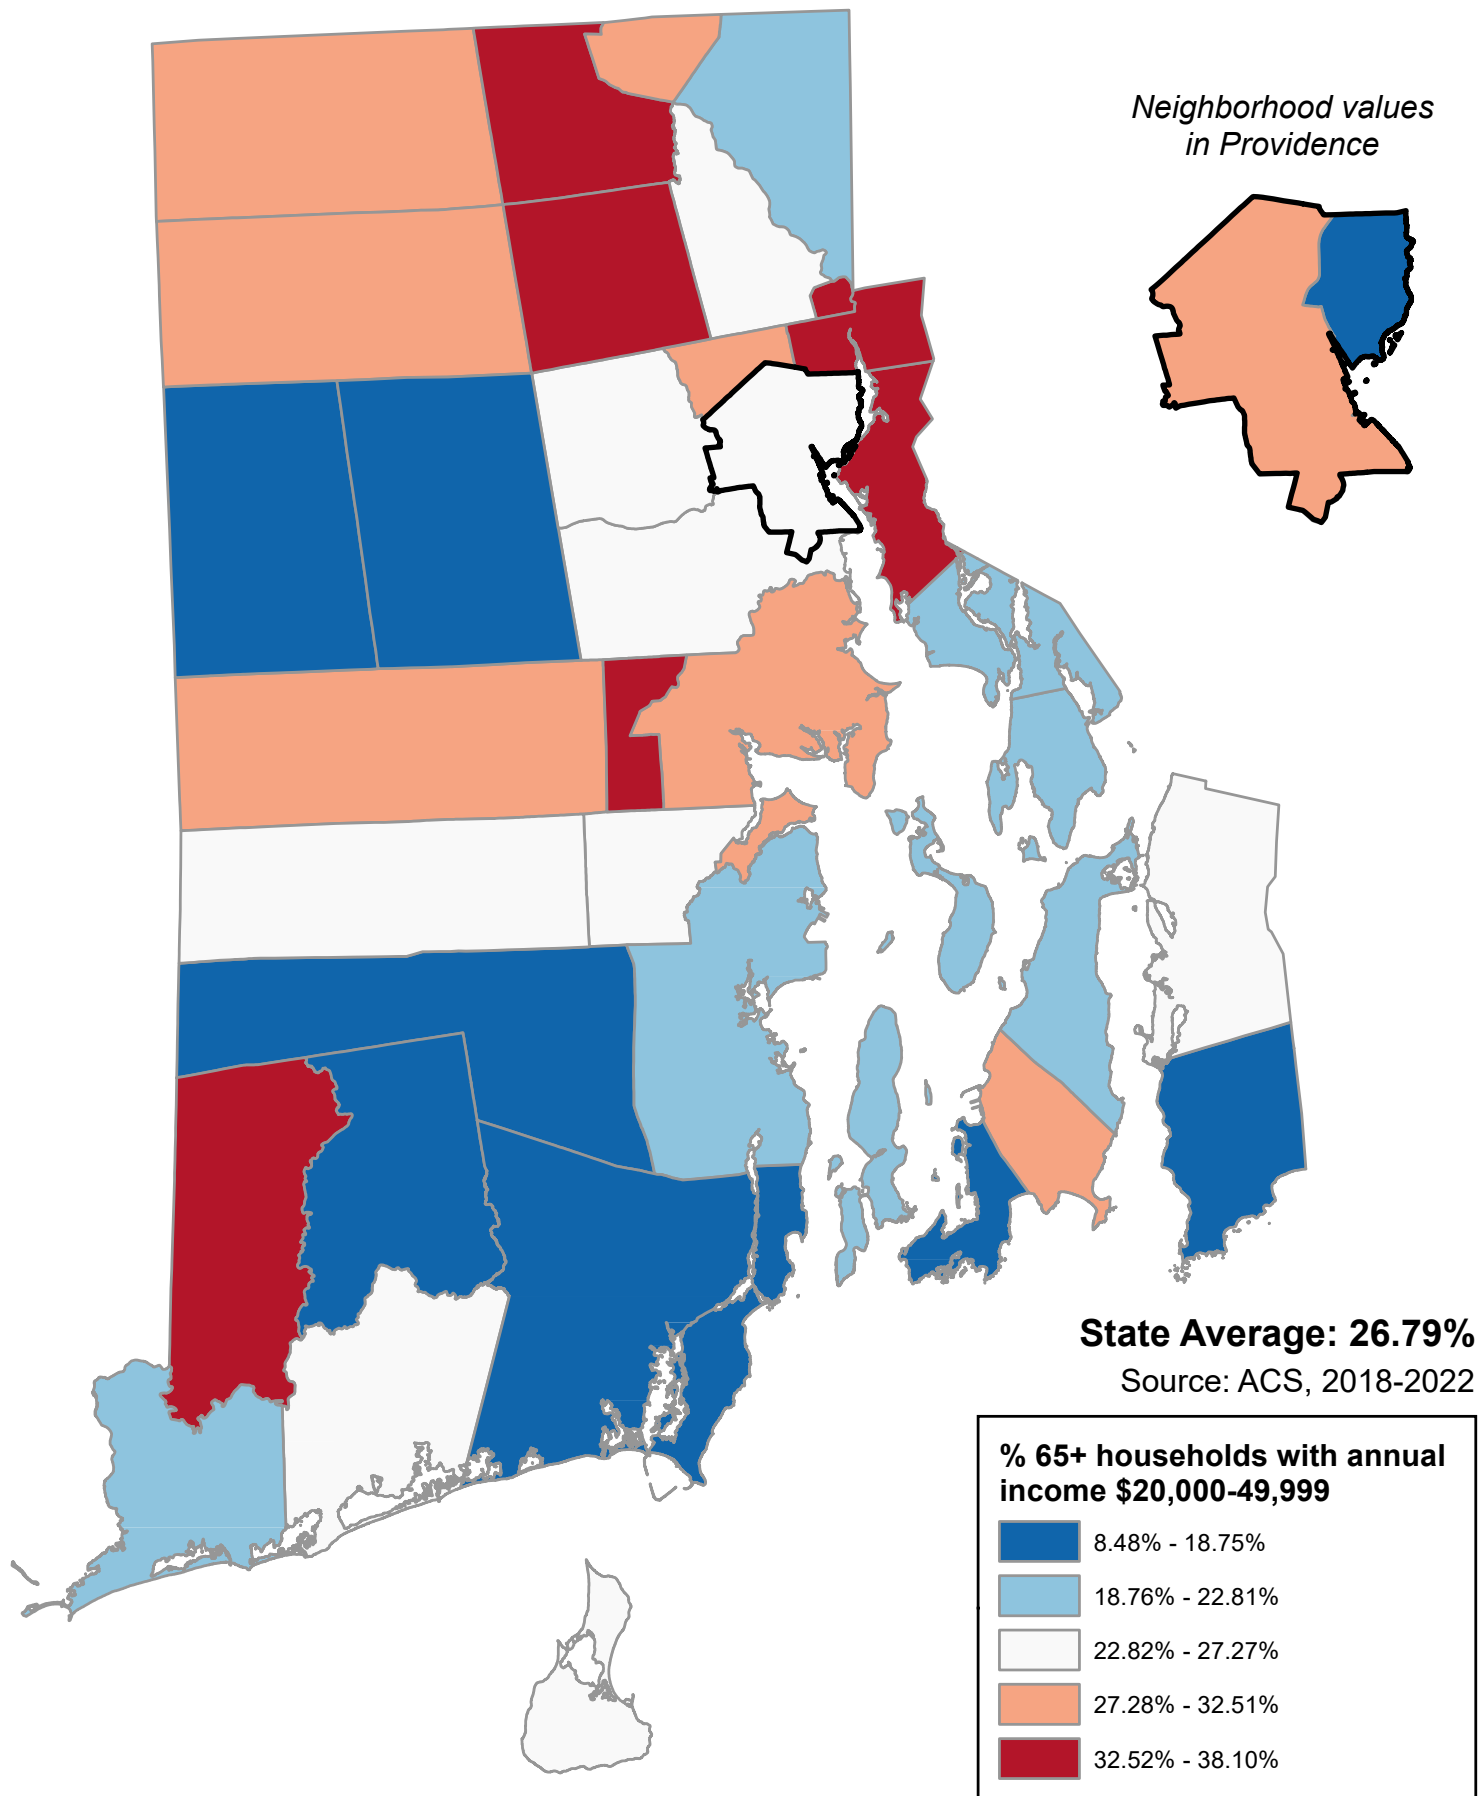 Neighborhood values
in Providence
State Average: 26.79%
Source: ACS, 2018-2022
% 65+ households with annual
income $20,000-49,999
8.48% - 18.75%
18.76% - 22.81%
22.82% - 27.27%
27.28% - 32.51%
32.52% - 38.10%